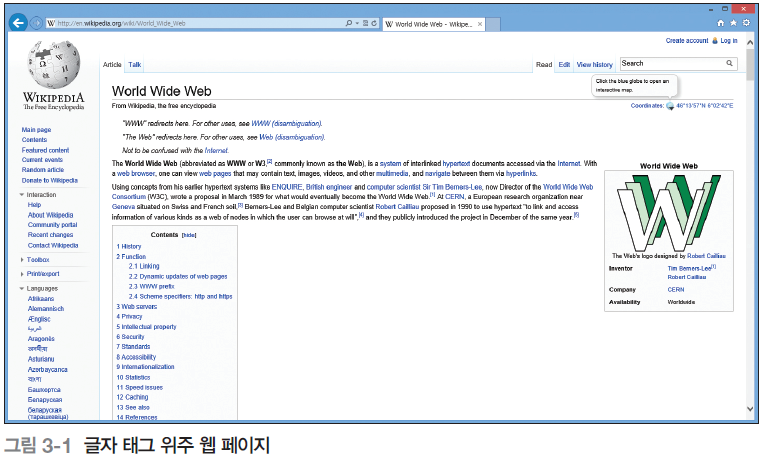 http://en.wikipedia.org/wiki/World_Wide_Web
World Wide Web - Wikipe...
Create account Log in
Article Talk
Read Edit View history Search
WIKIPEDIA
The Free Encyclopedia
Click the blue globe to open an interactive map.
World Wide Web
From Wikipedia, the free encyclopedia
Coordinates: 46°13′57″N 6°02′42″E
"WWW" redirects here. For other uses, see WWW (disambiguation).
"The Web" redirects here. For other uses, see Web (disambiguation).
Not to be confused with the Internet.
The World Wide Web (abbreviated as WWW or W3,[2] commonly known as the Web), is a system of interlinked hypertext documents accessed via the Internet. With
a web browser, one can view web pages that may contain text, images, videos, and other multimedia, and navigate between them via hyperlinks.
Using concepts from his earlier hypertext systems like ENQUIRE, British engineer and computer scientist Sir Tim Berners-Lee, now Director of the World Wide Web
Consortium (W3C), wrote a proposal in March 1989 for what would eventually become the World Wide Web.[1] At CERN, a European research organization near
Geneva situated on Swiss and French soil,[3] Berners-Lee and Belgian computer scientist Robert Cailliau proposed in 1990 to use hypertext "to link and access
information of various kinds as a web of nodes in which the user can browse at will",[4] and they publicly introduced the project in December of the same year.[5]
Main page
Contents
Featured content
Current events
Random article
Donate to Wikipedia
Interaction
Help
About Wikipedia
Community portal
Recent changes
Contact Wikipedia
Toolbox
Print/export
Languages
Afrikaans
Alemannisch
Ænglisc
العربية
Aragonés
অসমীয়া
Asturianu
Azərbaycanca
বাংলা
Башҡортса
Беларуская
Беларуская
(тарашкевіца)
Contents [hide]
1 History
2 Function
2.1 Linking
2.2 Dynamic updates of web pages
2.3 WWW prefix
2.4 Scheme specifiers: http and https
3 Web servers
4 Privacy
5 Intellectual property
6 Security
7 Standards
8 Accessibility
9 Internationalization
10 Statistics
11 Speed issues
12 Caching
13 See also
14 References
World Wide Web
The Web's logo designed by Robert Cailliau
Inventor Tim Berners-Lee[1]
Robert Cailliau
Company CERN
Availability Worldwide
그림 3-1 글자 태그 위주 웹 페이지